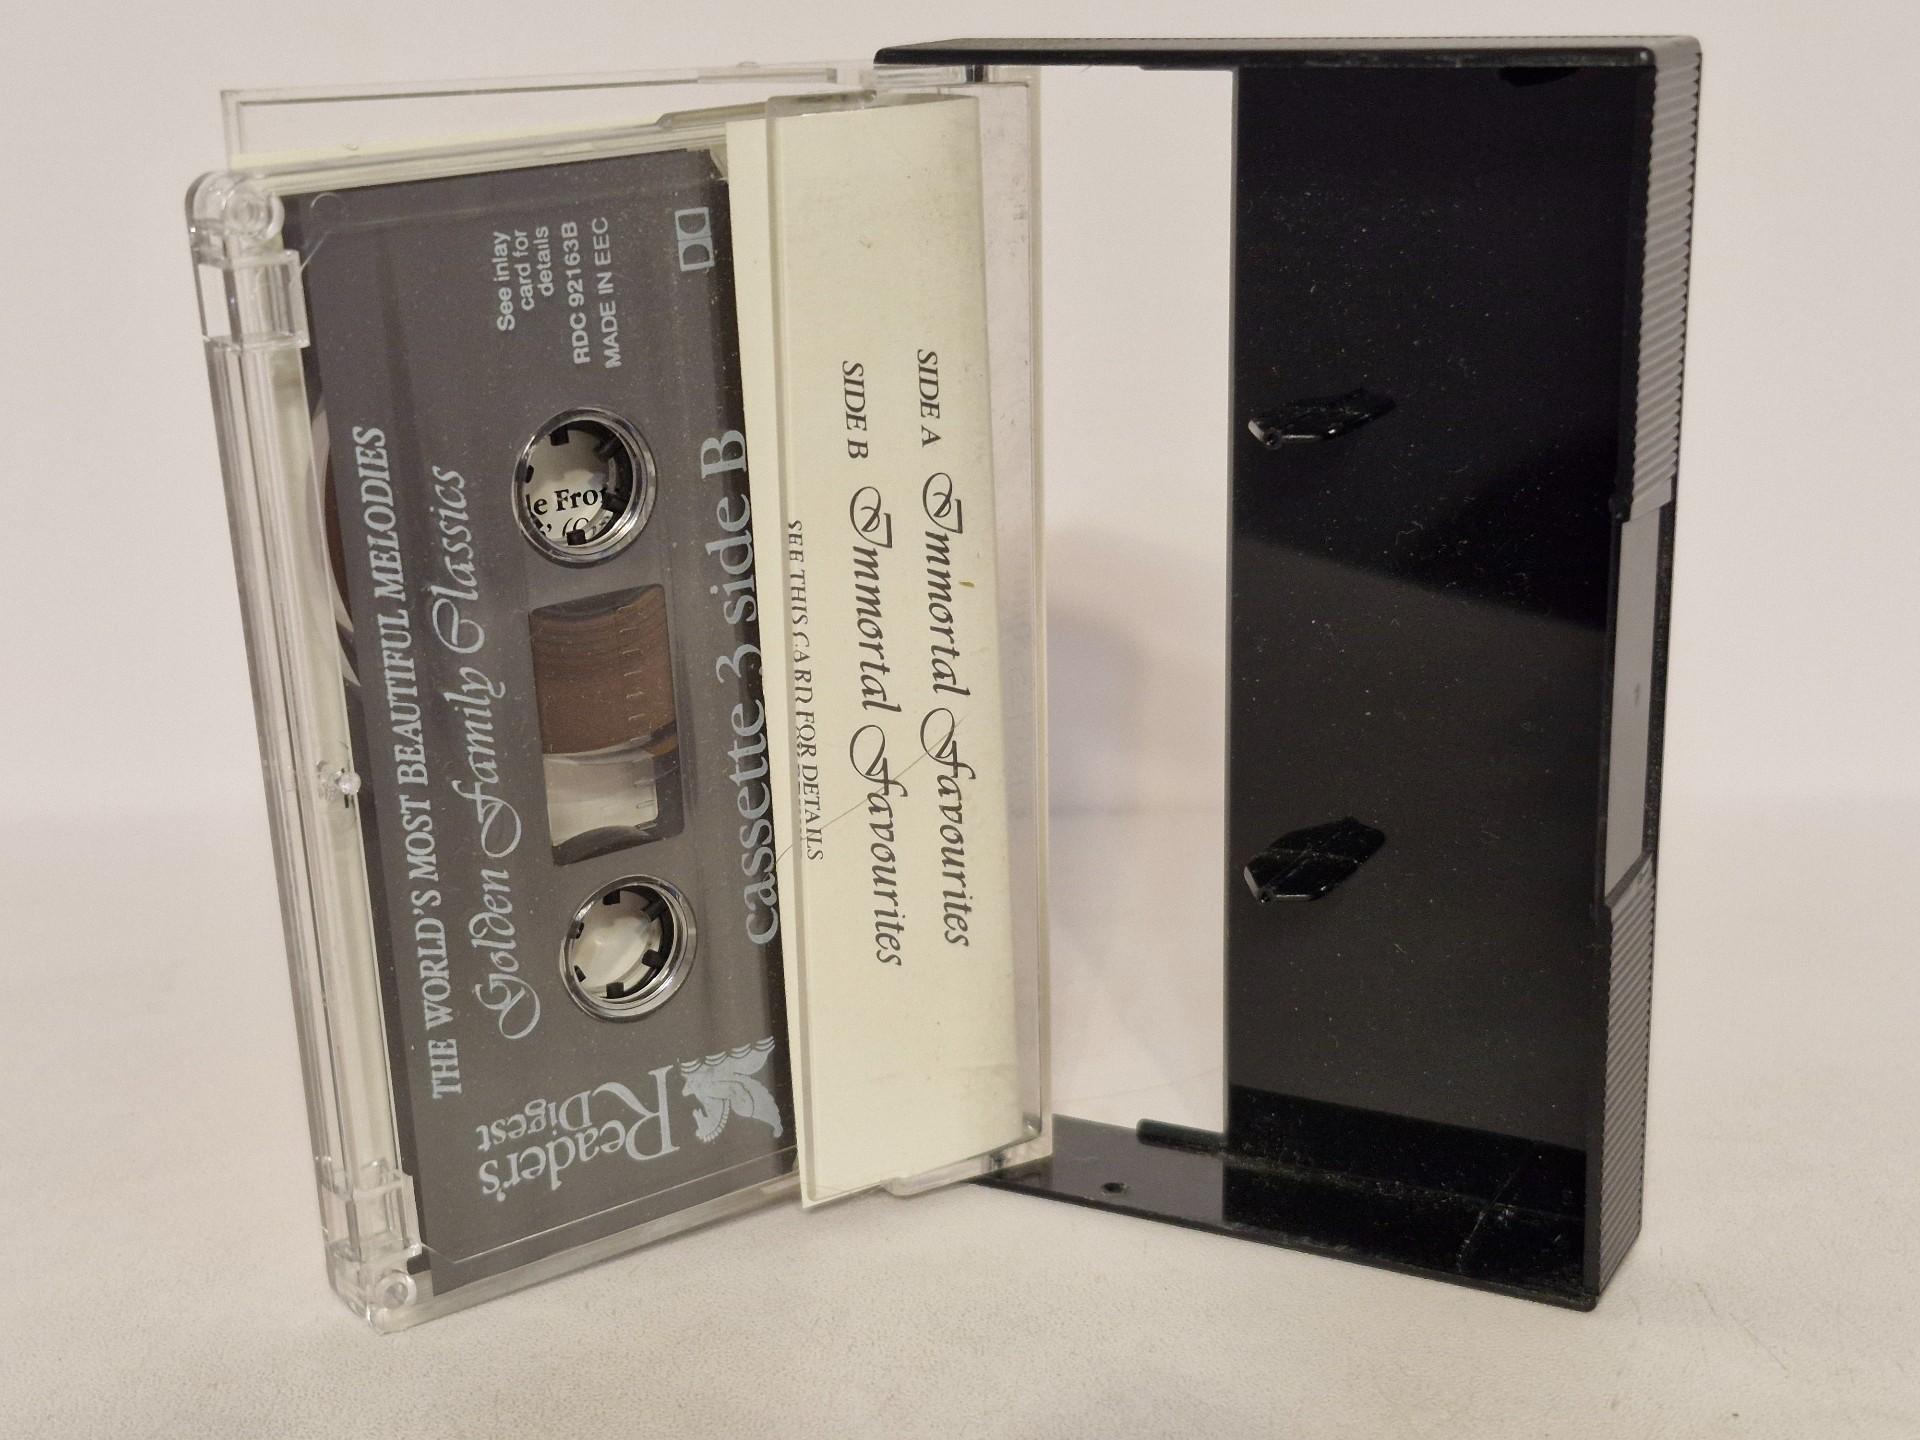 THE WORLD'S MOST BEAUTIFUL MELODIES
Golden Family Classics
See inlay
card for
details
RDC 92163B
MADE IN EEC
cassette 3 side B
Reader's
Digest
e Fro
SIDE A Immortal Favourites
SIDE B Immortal Favourites
SEE THIS CARD FOR DETAILS